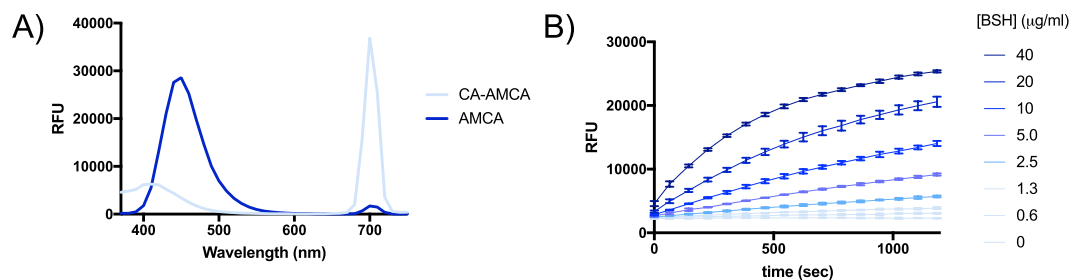 A)
40000
30000
20000
10000
0
RFU
400 500 600 700
Wavelength (nm)
CA-AMCA
AMCA
B)
30000
20000
10000
0
RFU
0 500 1000
time (sec)
[BSH] (µg/ml)
40
20
10
5.0
2.5
1.3
0.6
0